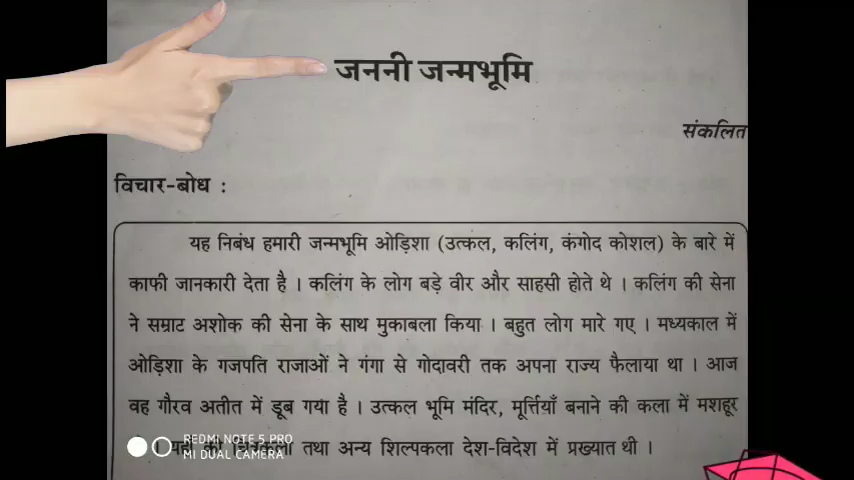 जननी जन्मभूमि
संकलित
विचार-बोध :
यह निबंध हमारी जन्मभूमि ओड़िशा (उत्कल, कलिंग, कंगोद कोशल) के बारे में
काफी जानकारी देता है । कलिंग के लोग बड़े वीर और साहसी होते थे । कलिंग की सेना
ने सम्राट अशोक की सेना के साथ मुकाबला किया । बहुत लोग मारे गए । मध्यकाल में
ओड़िशा के गजपति राजाओं ने गंगा से गोदावरी तक अपना राज्य फैलाया था । आज
वह गौरव अतीत में डूब गया है । उत्कल भूमि मंदिर, मूर्त्तियाँ बनाने की कला में मशहूर
तथा अन्य शिल्पकला देश-विदेश में प्रख्यात थी ।
REDMI NOTE 5 PRO
MI DUAL CAMERA